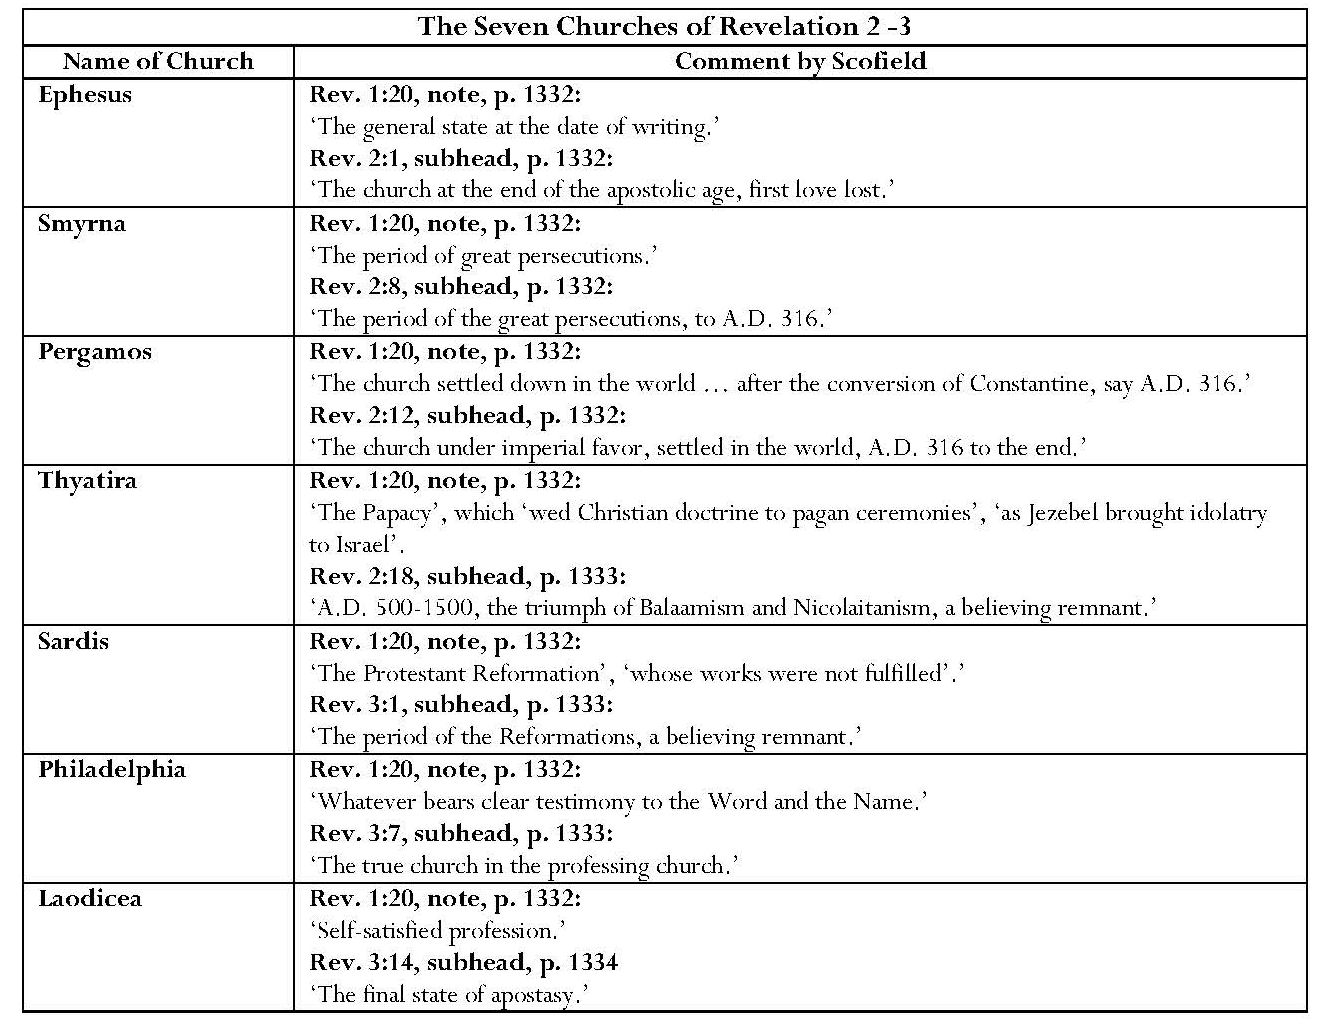 The Seven Churches of Revelation 2 -3
Name of Church
Comment by Scofield
Ephesus
Rev. 1:20, note, p. 1332:
‘The general state at the date of writing.’
Rev. 2:1, subhead, p. 1332:
‘The church at the end of the apostolic age, first love lost.’
Smyrna
Rev. 1:20, note, p. 1332:
‘The period of great persecutions.’
Rev. 2:8, subhead, p. 1332:
‘The period of the great persecutions, to A.D. 316.’
Pergamos
Rev. 1:20, note, p. 1332:
‘The church settled down in the world … after the conversion of Constantine, say A.D. 316.’
Rev. 2:12, subhead, p. 1332:
‘The church under imperial favor, settled in the world, A.D. 316 to the end.’
Thyatira
Rev. 1:20, note, p. 1332:
‘The Papacy’, which ‘wed Christian doctrine to pagan ceremonies’, ‘as Jezebel brought idolatry
to Israel’.
Rev. 2:18, subhead, p. 1333:
‘A.D. 500-1500, the triumph of Balaamism and Nicolaitanism, a believing remnant.’
Sardis
Rev. 1:20, note, p. 1332:
‘The Protestant Reformation’, ‘whose works were not fulfilled’.’
Rev. 3:1, subhead, p. 1333:
‘The period of the Reformations, a believing remnant.’
Philadelphia
Rev. 1:20, note, p. 1332:
‘Whatever bears clear testimony to the Word and the Name.’
Rev. 3:7, subhead, p. 1333:
‘The true church in the professing church.’
Laodicea
Rev. 1:20, note, p. 1332:
‘Self-satisfied profession.’
Rev. 3:14, subhead, p. 1334
‘The final state of apostasy.’